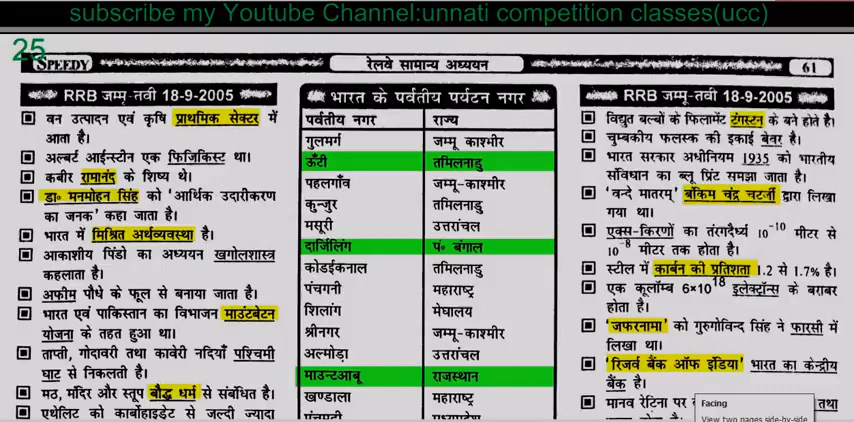 subscribe my Youtube Channel:unnati competition classes(ucc)
25
SPEEDY
रेलवे सामान्य अध्ययन
61
RRB जम्मू-तवी 18-9-2005
वन उत्पादन एवं कृषि प्राथमिक सेक्टर में
आता है।
अल्बर्ट आईन्स्टीन एक फिजिकिस्ट था।
कबीर रामानंद के शिष्य थे।
डा॰ मनमोहन सिंह को 'आर्थिक उदारीकरण
का जनक' कहा जाता है।
भारत में मिश्रित अर्थव्यवस्था है।
आकाशीय पिंडो का अध्ययन खगोलशास्त्र
कहलाता है।
अफीम पौधे के फूल से बनाया जाता है।
भारत एवं पाकिस्तान का विभाजन माउंटबेटन
योजना के तहत हुआ था।
ताप्ती, गोदावरी तथा कावेरी नदियाँ पश्चिमी
घाट से निकलती है।
मठ, मंदिर और स्तूप बौद्ध धर्म से संबंधित है।
एथेलिट को कार्बोहाइडेट से जल्दी ज्यादा
भारत के पर्वतीय पर्यटन नगर
पर्वतीय नगर राज्य
गुलमर्ग जम्मू काश्मीर
ऊँटी तमिलनाडु
पहलगाँव जम्मू-काश्मीर
कुन्जुर तमिलनाडु
मसूरी उत्तरांचल
दार्जिलिंग प॰ बंगाल
कोडईकनाल तमिलनाडु
पंचगनी महाराष्ट्र
शिलांग मेघालय
श्रीनगर जम्मू-काश्मीर
अल्मोड़ा उत्तरांचल
माउन्टआबू राजस्थान
खण्डाला महाराष्ट्र
RRB जम्मू-तवी 18-9-2005
विद्युत बल्बों के फिलामेंट टंगस्टन के बने होते है।
चुम्बकीय फलस्क की इकाई बेवर है।
भारत सरकार अधीनियम 1935 को भारतीय
संविधान का ब्लू प्रिंट समझा जाता है।
'वन्दे मातरम्' बंकिम चंद्र चटर्जी द्वारा लिखा
गया था।
एक्स-किरणों का तरंगदैर्ध्य 10⁻¹⁰ मीटर से
10⁻⁸ मीटर तक होता है।
स्टील में कार्बन की प्रतिशता 1.2 से 1.7% है।
एक कूलॉम्ब 6×10¹⁸ इलेक्ट्रॉन्स के बराबर
होता है।
'जफरनामा' को गुरुगोविन्द सिंह ने फारसी में
लिखा था।
'रिजर्व बैंक ऑफ इंडिया' भारत का केन्द्रीय
बैंक है।
मानव रेटिना पर तथा
Facing
View two pages side-by-side